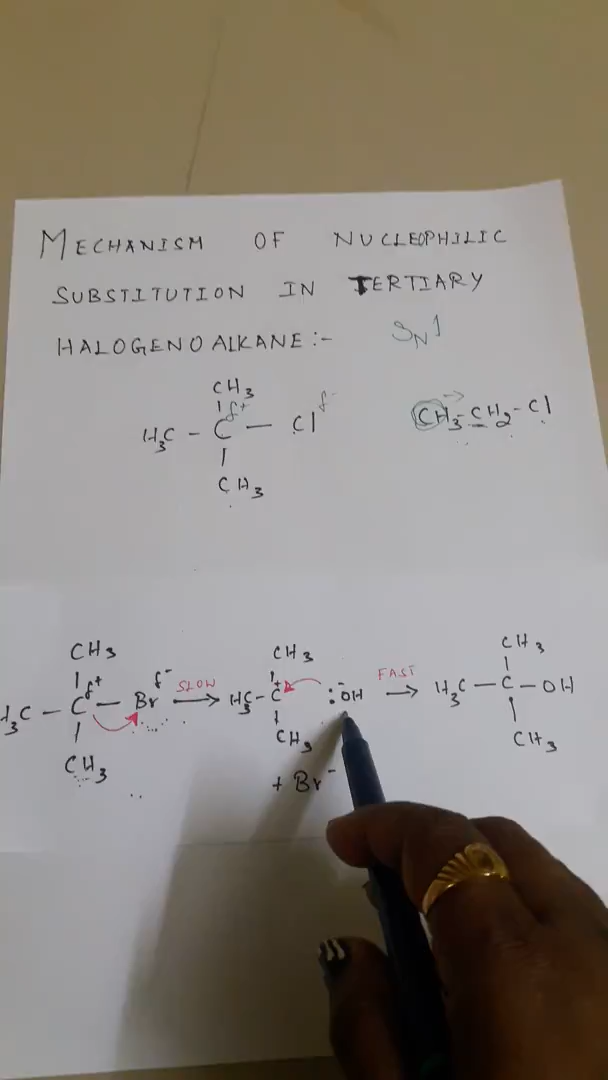 MECHANISM OF NUCLEOPHILIC
SUBSTITUTION IN TERTIARY
HALOGENOALKANE:-
SN1
CH3
H3C - C δ+ - Cl δ-
CH3
CH3-CH2-Cl
CH3
H3C - C δ+ - Br δ-
CH3
SLOW →
CH3
H3C - C+
CH3
:ŌH
+ Br-
FAST →
CH3
H3C - C - OH
CH3